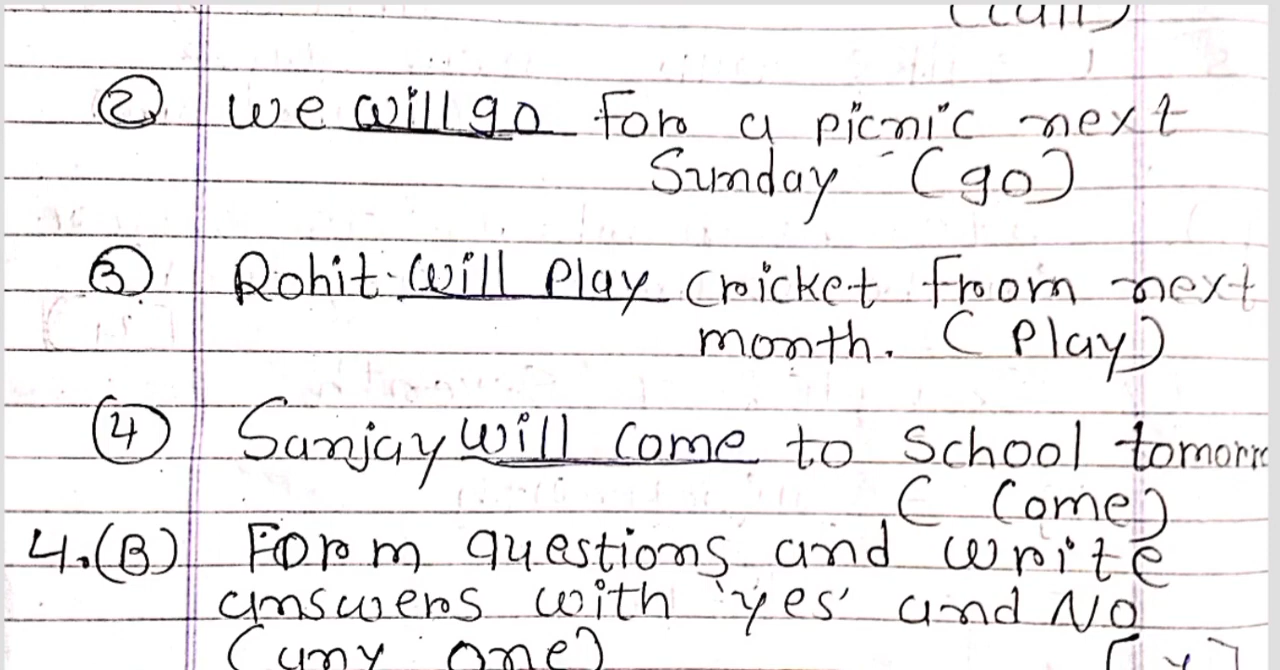 ② We will go for a picnic next
Sunday (go)
③ Rohit will Play cricket from next
month. (Play)
④ Sanjay will come to School tomorro
(Come)
4.(B) Form questions and write
answers with 'yes' and No
(any one)